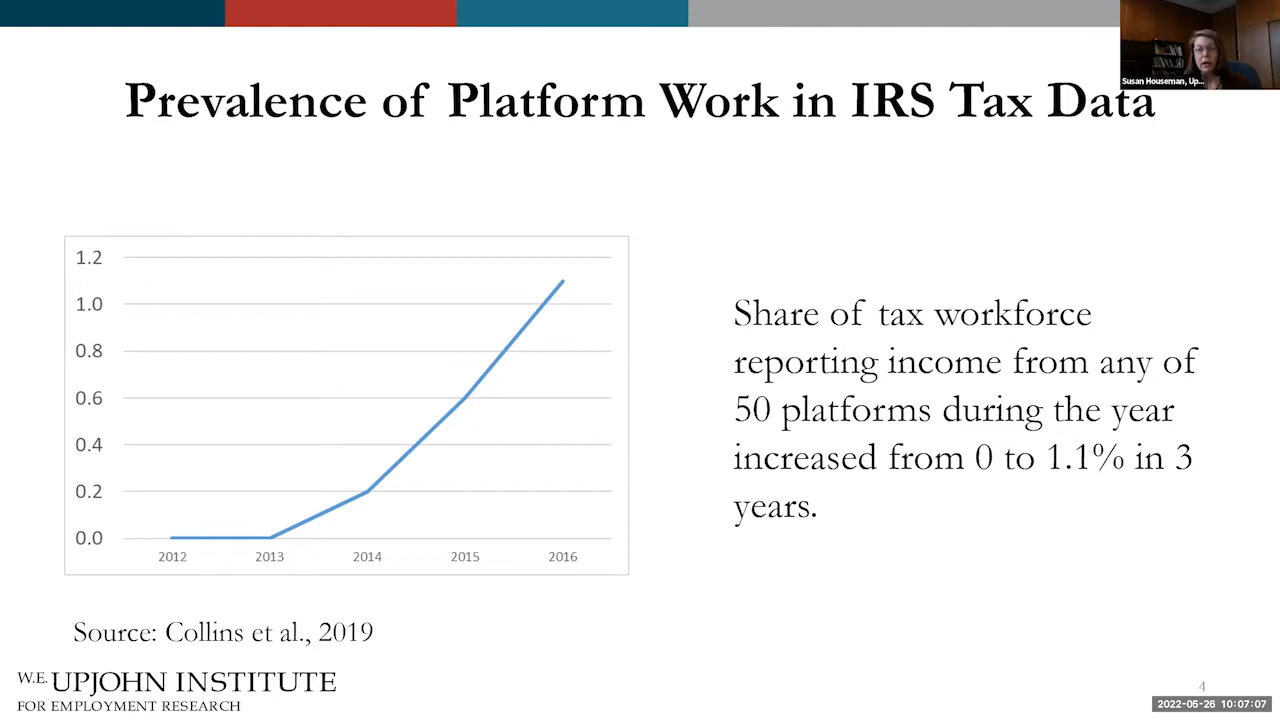 Susan Houseman, Up...
Prevalence of Platform Work in IRS Tax Data
1.2
1.0
0.8
0.6
0.4
0.2
0.0
2012 2013 2014 2015 2016
Share of tax workforce
reporting income from any of
50 platforms during the year
increased from 0 to 1.1% in 3
years.
Source: Collins et al., 2019
W.E. UPJOHN INSTITUTE
FOR EMPLOYMENT RESEARCH
4
2022-05-26 10:07:07